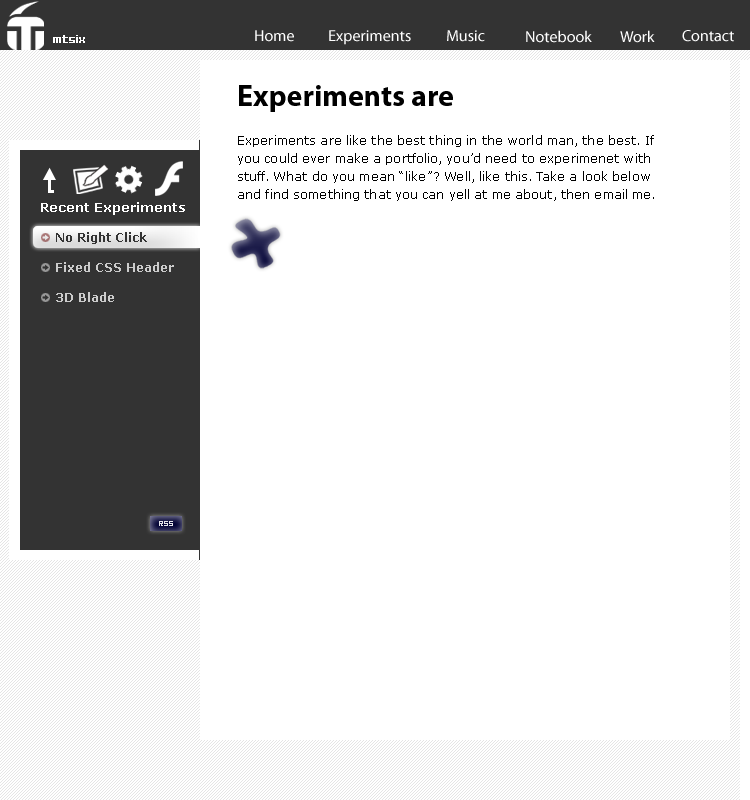 mtsix
Home Experiments Music Notebook Work Contact
Experiments are
Experiments are like the best thing in the world man, the best. If
you could ever make a portfolio, you’d need to experimenet with
stuff. What do you mean “like”? Well, like this. Take a look below
and find something that you can yell at me about, then email me.
Recent Experiments
No Right Click
Fixed CSS Header
3D Blade
RSS